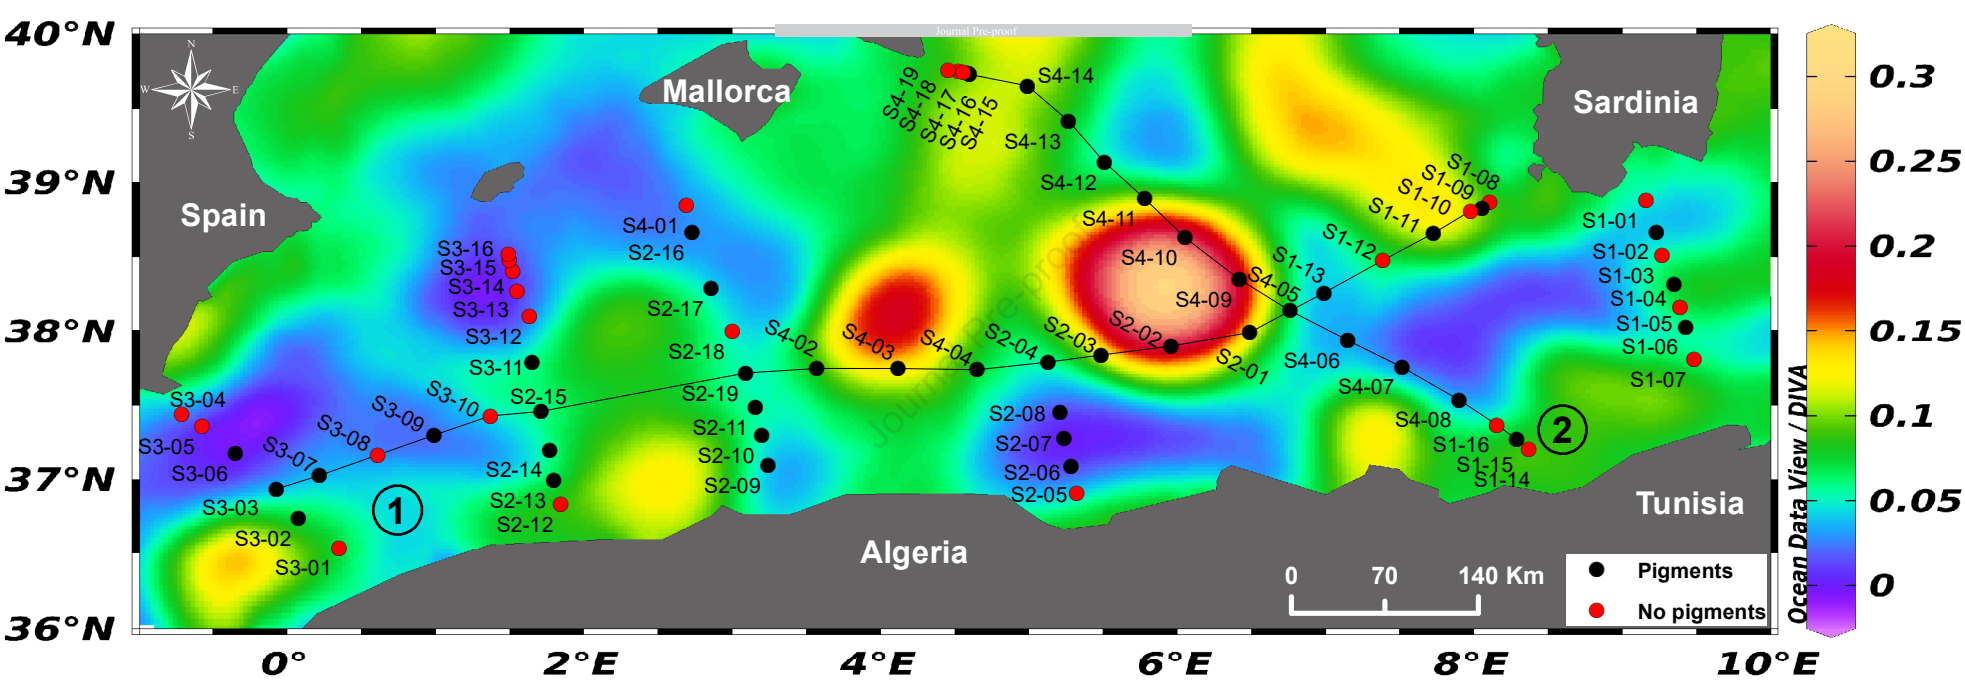 Journal Pre-proof
40°N
39°N
38°N
37°N
36°N
0°
2°E
4°E
6°E
8°E
10°E
N
W
E
S
Spain
Mallorca
Sardinia
Algeria
Tunisia
S4-19
S4-18
S4-17
S4-16
S4-15
S4-14
S4-13
S4-12
S4-11
S4-10
S4-09
S4-05
S1-13
S1-12
S1-11
S1-10
S1-09
S1-08
S1-01
S1-02
S1-03
S1-04
S1-05
S1-06
S1-07
S4-01
S2-16
S2-17
S2-18
S2-19
S2-11
S2-10
S2-09
S3-16
S3-15
S3-14
S3-13
S3-12
S3-11
S2-15
S2-14
S2-13
S2-12
S3-10
S3-09
S3-08
S3-07
S3-04
S3-05
S3-06
S3-03
S3-02
S3-01
S4-02
S4-03
S4-04
S2-04
S2-03
S2-02
S2-01
S2-08
S2-07
S2-06
S2-05
S4-06
S4-07
S4-08
S1-16
S1-15
S1-14
1
2
Journal Pre-proof
0 70 140 Km
Pigments
No pigments
Ocean Data View / DIVA
0.3
0.25
0.2
0.15
0.1
0.05
0